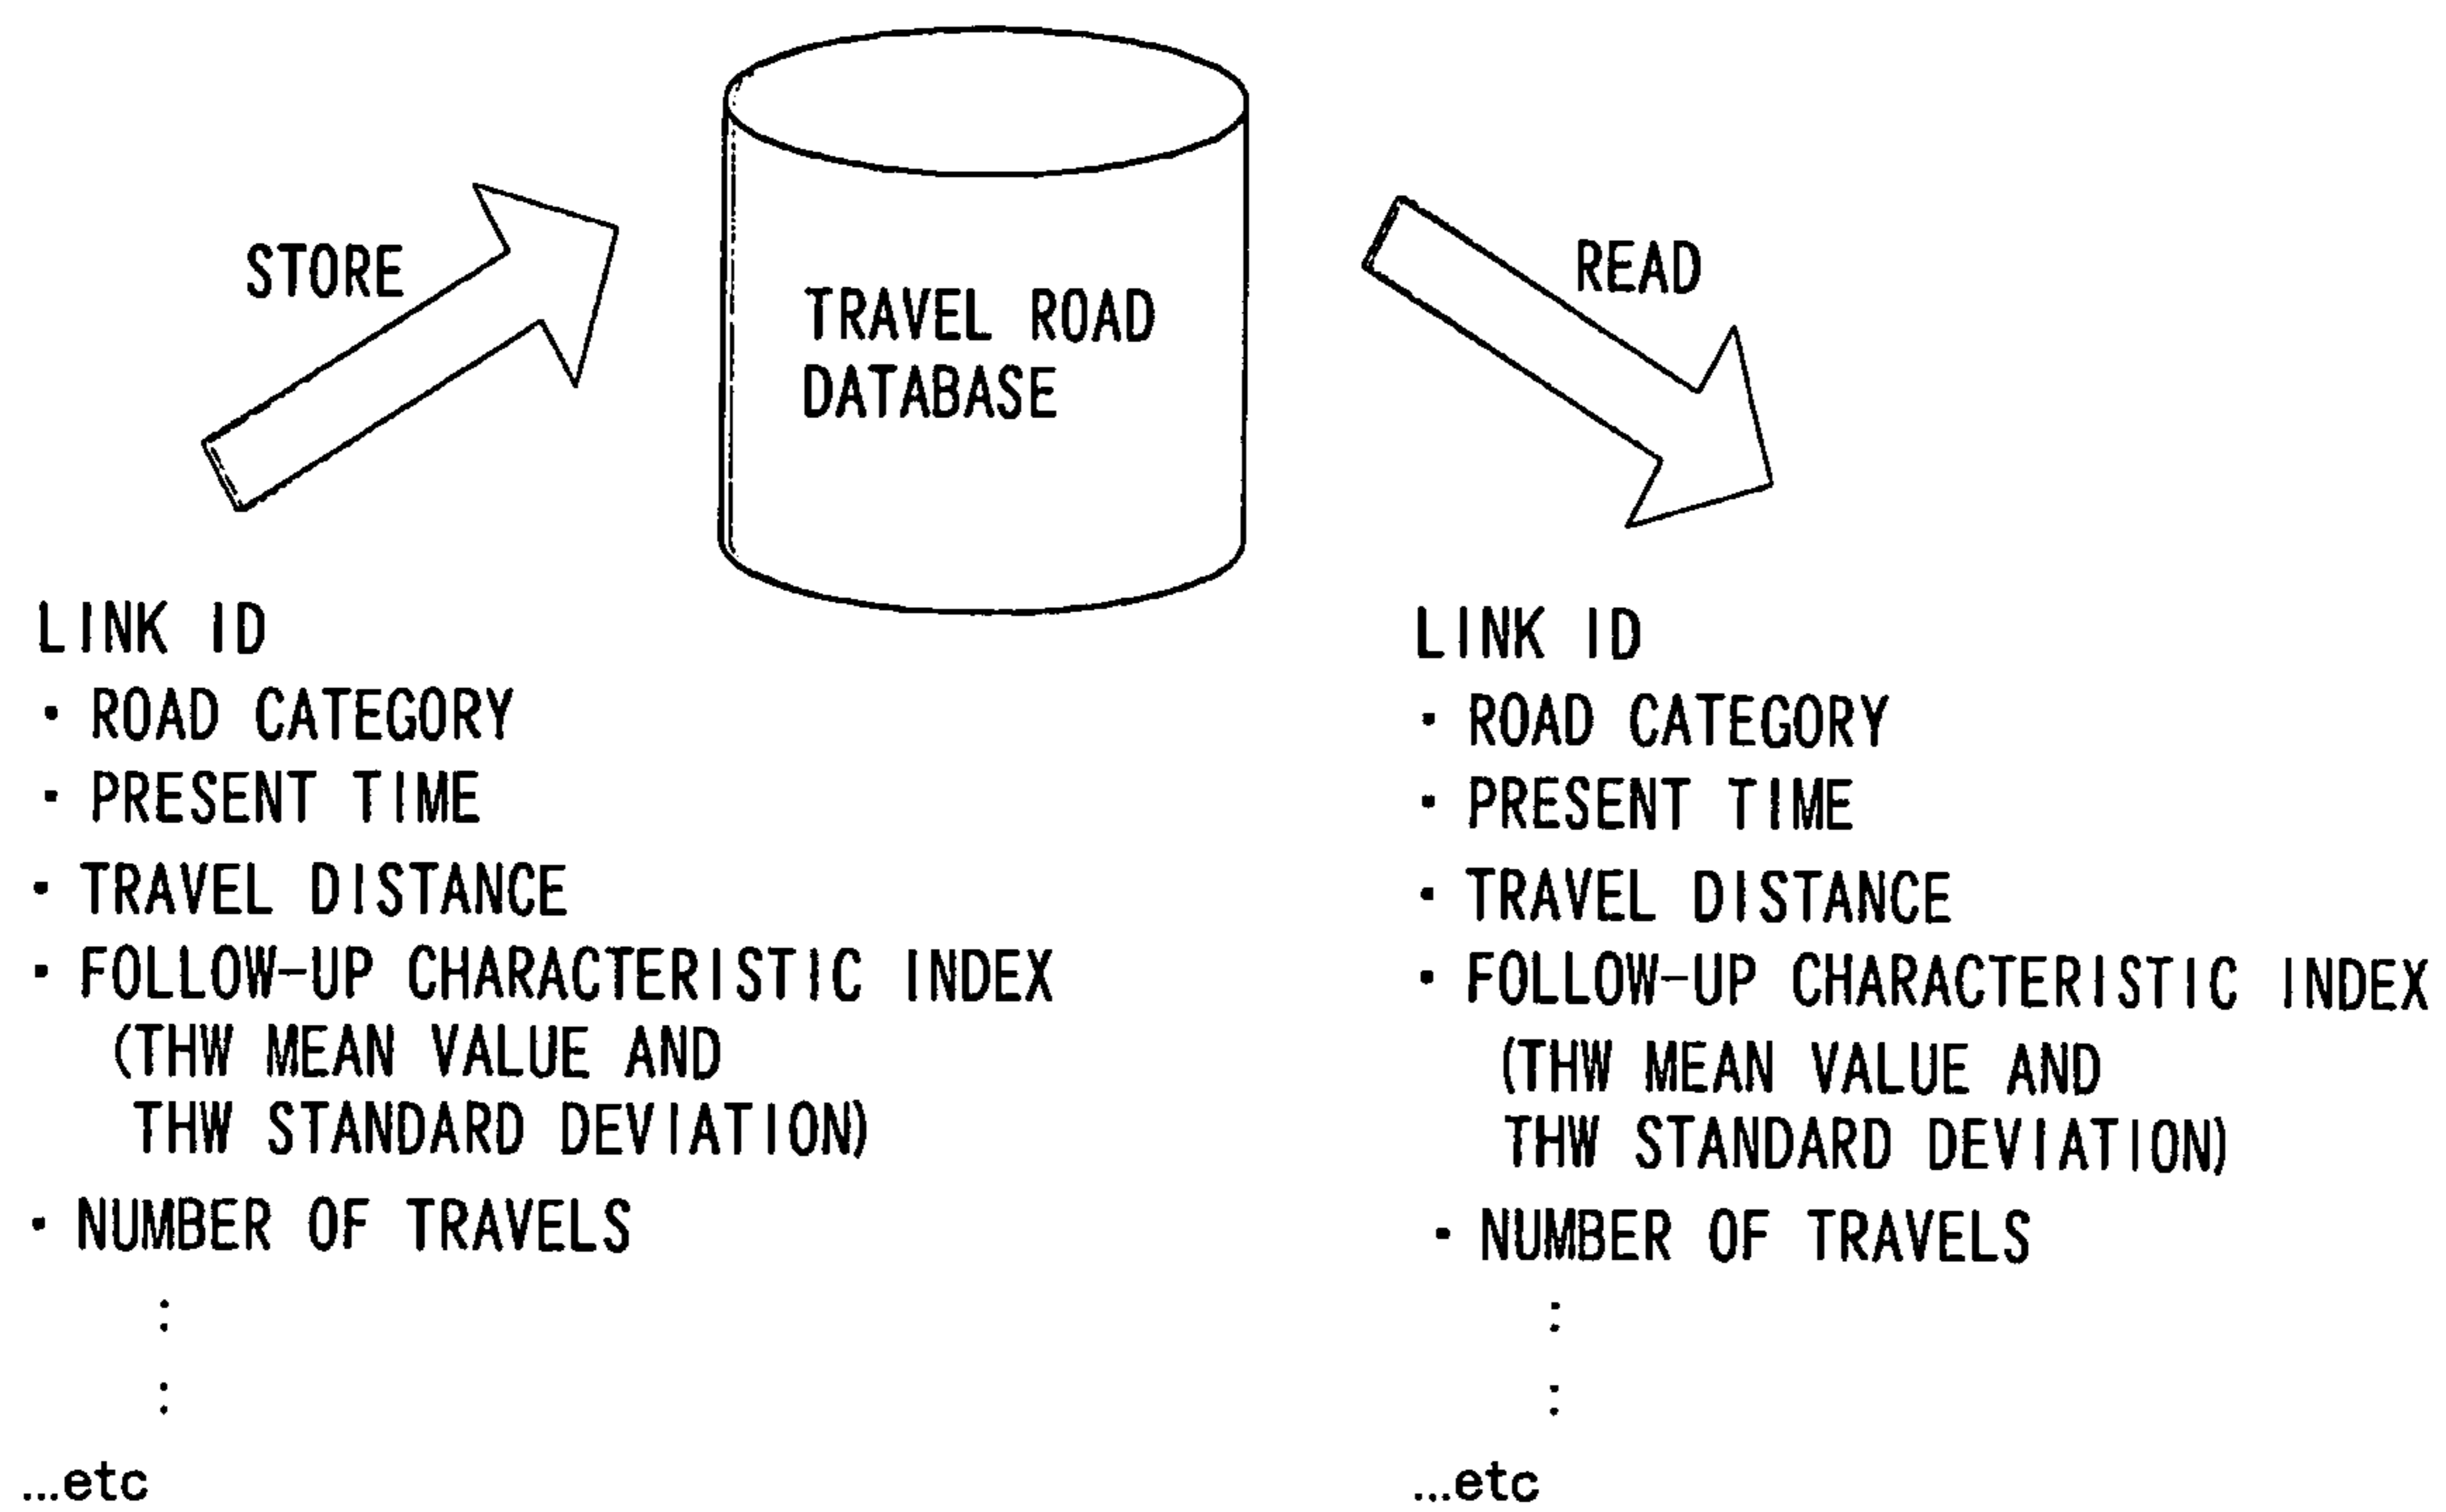 STORE
TRAVEL ROAD
DATABASE
READ
LINK ID
・ROAD CATEGORY
・PRESENT TIME
・TRAVEL DISTANCE
・FOLLOW-UP CHARACTERISTIC INDEX
(THW MEAN VALUE AND
THW STANDARD DEVIATION)
・NUMBER OF TRAVELS
:
:
...etc
LINK ID
・ROAD CATEGORY
・PRESENT TIME
・TRAVEL DISTANCE
・FOLLOW-UP CHARACTERISTIC INDEX
(THW MEAN VALUE AND
THW STANDARD DEVIATION)
・NUMBER OF TRAVELS
:
:
...etc